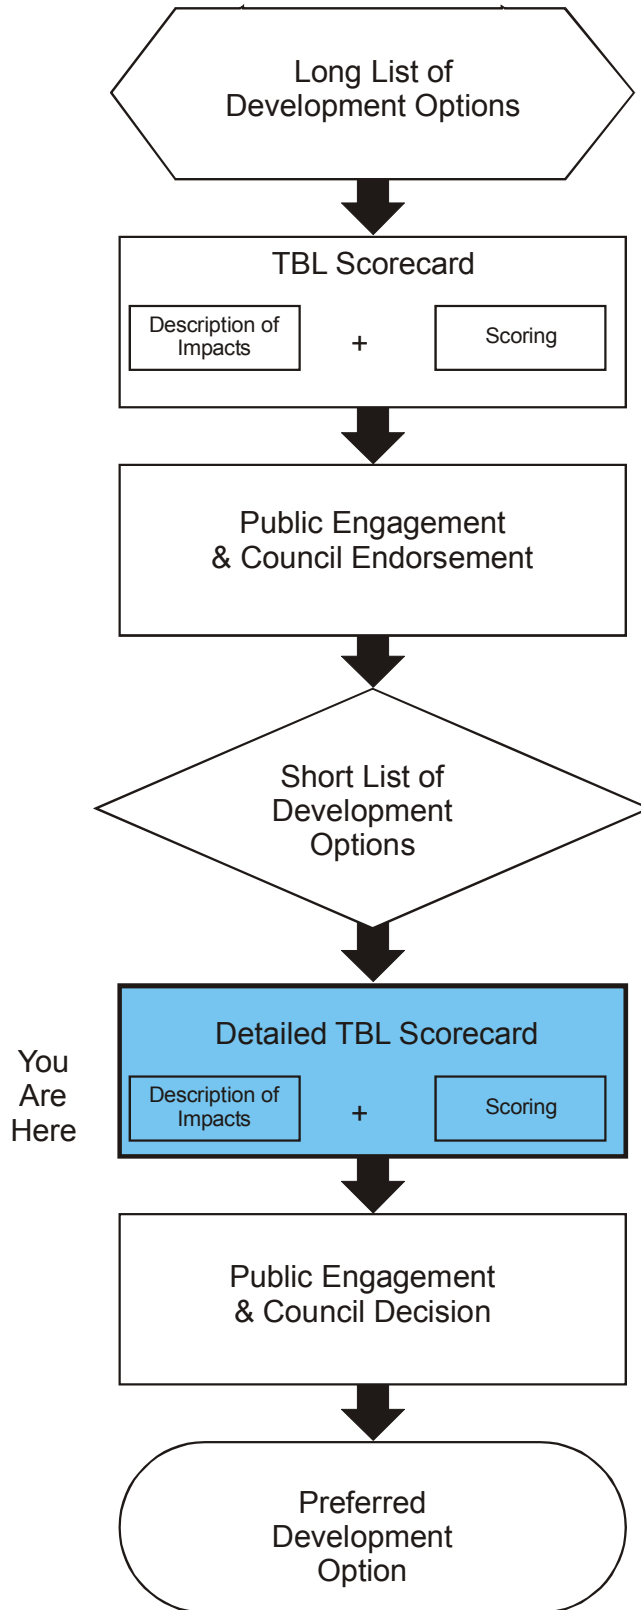 Long List of
Development Options
TBL Scorecard
Description of
Impacts
+
Scoring
Public Engagement
& Council Endorsement
Short List of
Development
Options
You
Are
Here
Detailed TBL Scorecard
Description of
Impacts
+
Scoring
Public Engagement
& Council Decision
Preferred
Development
Option